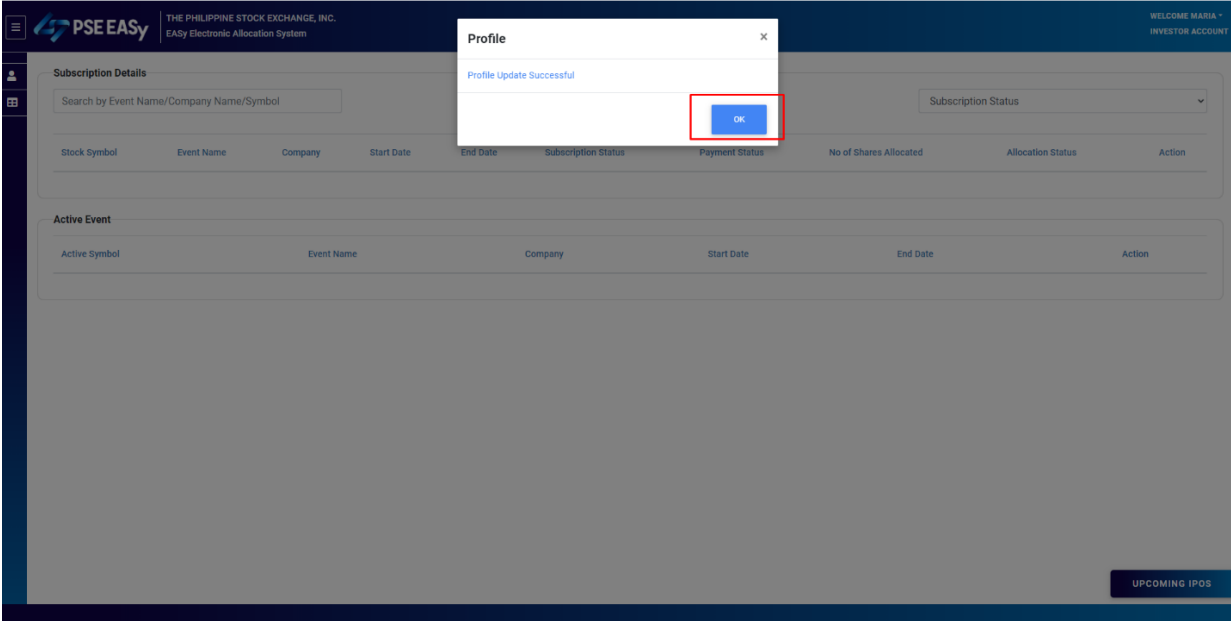 PSE EASy
THE PHILIPPINE STOCK EXCHANGE, INC.
EASy Electronic Allocation System
WELCOME MARIA
INVESTOR ACCOUNT
Profile
×
Profile Update Successful
OK
Subscription Details
Search by Event Name/Company Name/Symbol
Subscription Status
Stock Symbol Event Name Company Start Date End Date Subscription Status Payment Status No of Shares Allocated Allocation Status Action
Active Event
Active Symbol Event Name Company Start Date End Date Action
UPCOMING IPOS